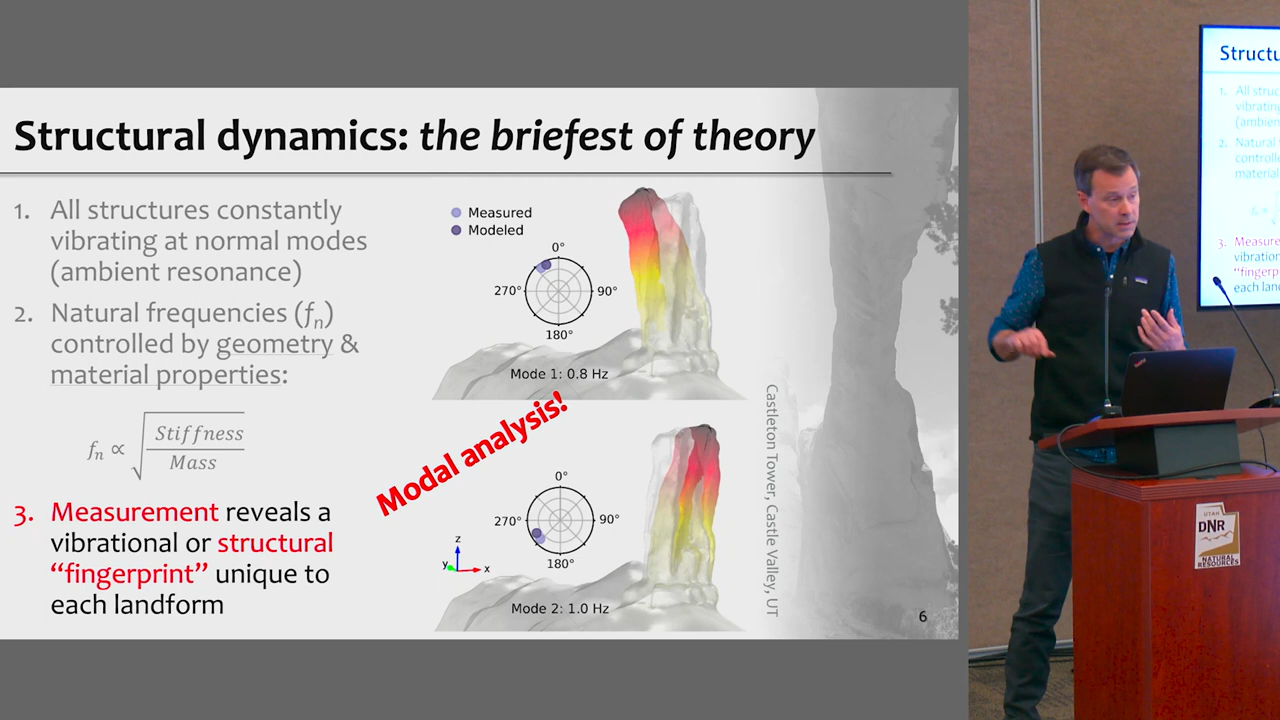 Structural dynamics: the briefest of theory
1. All structures constantly
vibrating at normal modes
(ambient resonance)
2. Natural frequencies (fn)
controlled by geometry &
material properties:
fn ∝ √(Stiffness / Mass)
3. Measurement reveals a
vibrational or structural
"fingerprint" unique to
each landform
Measured
Modeled
0°
270° 90°
180°
Mode 1: 0.8 Hz
Modal analysis!
0°
270° 90°
180°
z
y x
Mode 2: 1.0 Hz
Castleton Tower, Castle Valley, UT
6
Structu
1. All struc
vibrating
(ambien
2. Natural
controlle
material
3. Measure
vibration
"fingerp
each land
UTAH
DNR
NATURAL
RESOURCES